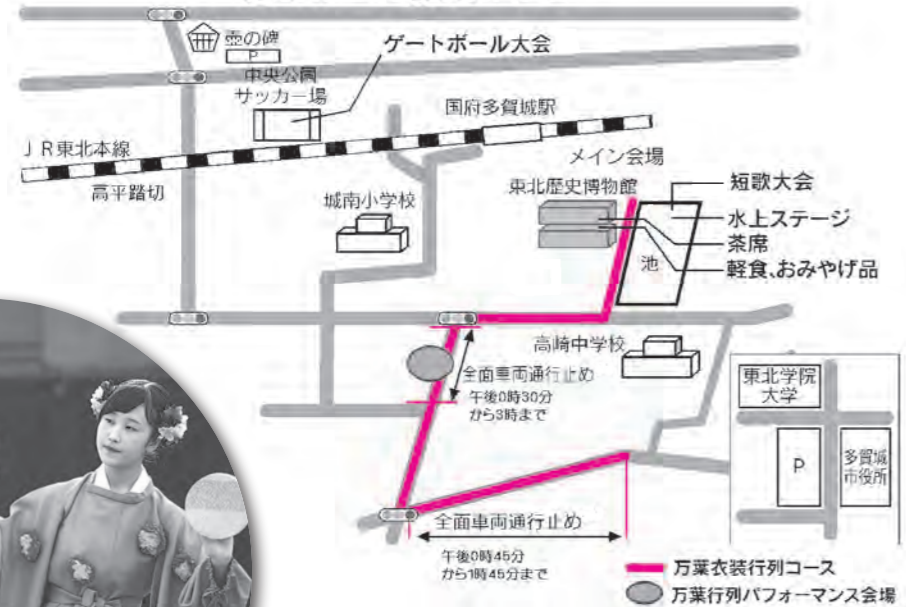 壺の碑
P
ゲートボール大会
中央公園
サッカー場
国府多賀城駅
JR東北本線
高平踏切
メイン会場
東北歴史博物館
城南小学校
短歌大会
水上ステージ
茶席
軽食、おみやげ品
池
高崎中学校
全面車両通行止め
午後0時30分
から3時まで
東北学院
大学
P
多賀城
市役所
全面車両通行止め
午後0時45分
から1時45分まで
万葉衣装行列コース
万葉行列パフォーマンス会場